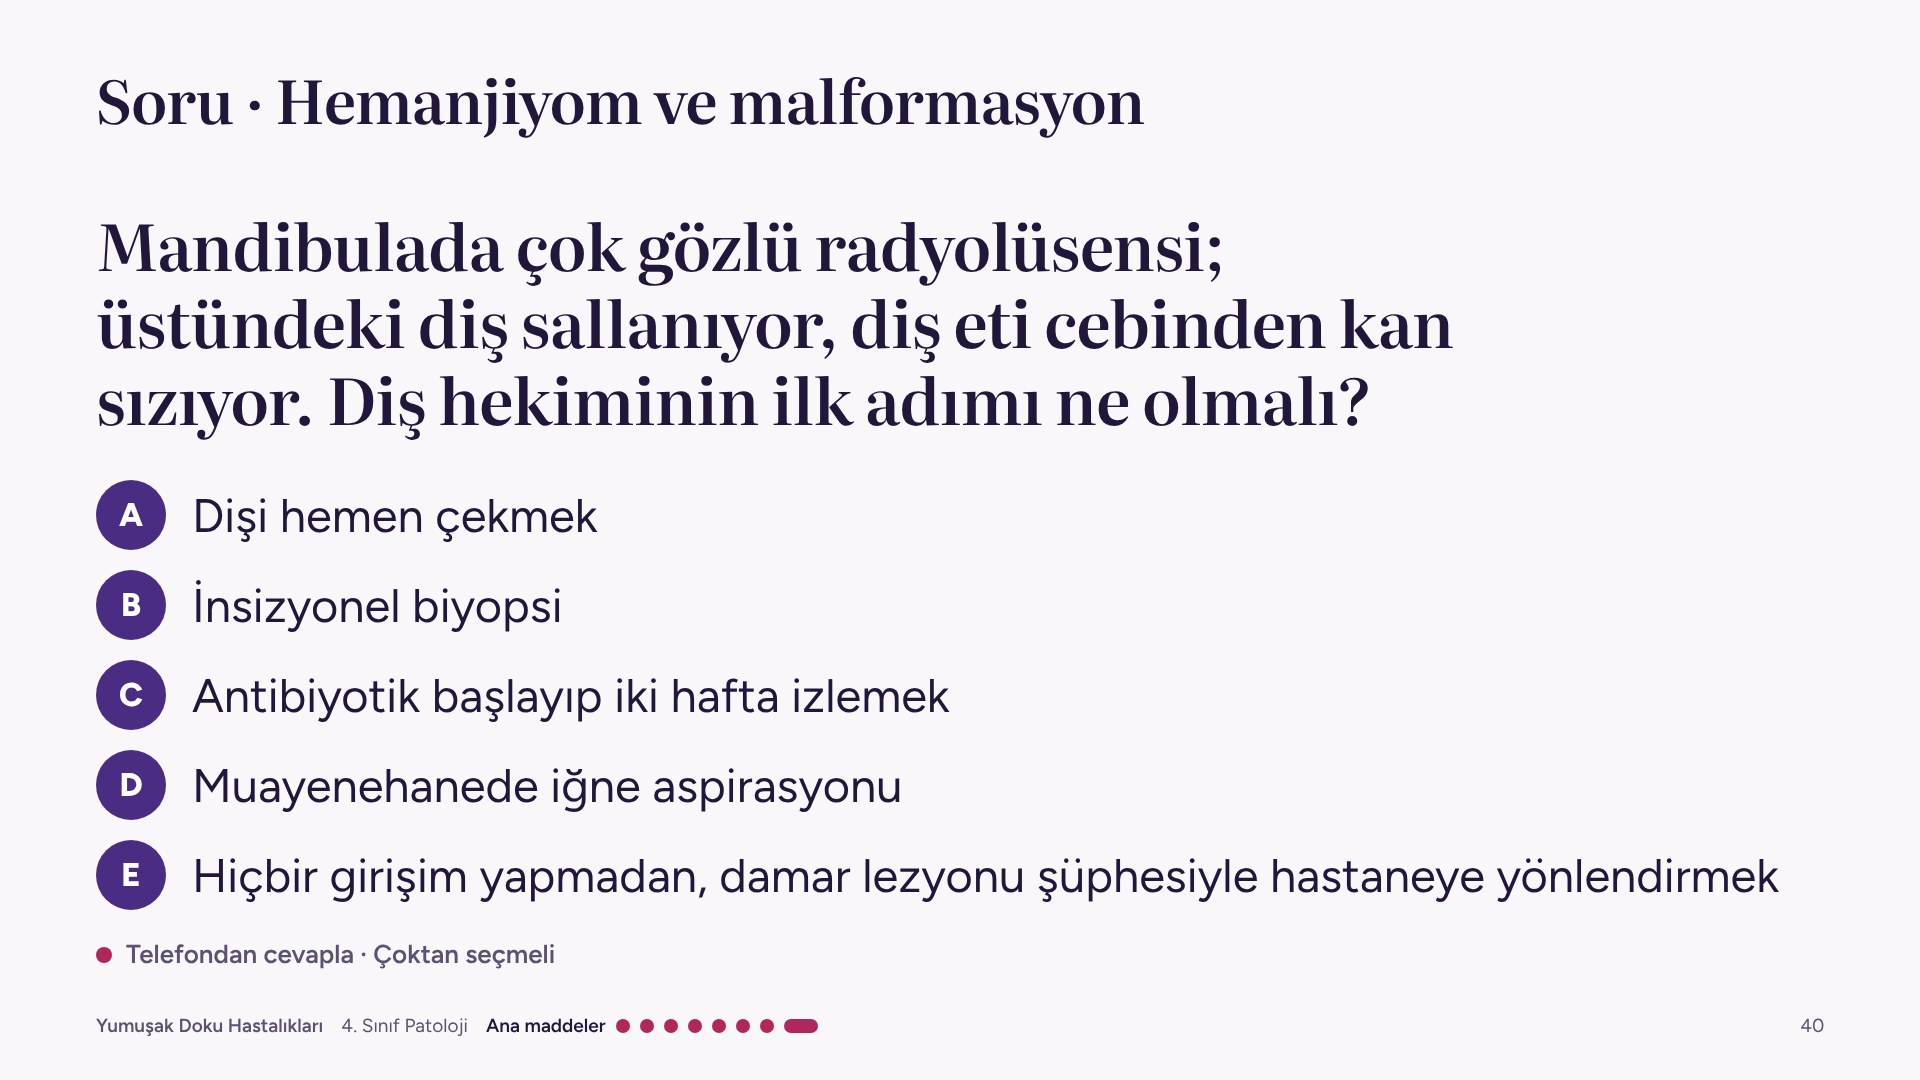 Soru · Hemanjiyom ve malformasyon
Mandibulada çok gözlü radyolüsensi;
üstündeki diş sallanıyor, diş eti cebinden kan
sızıyor. Diş hekiminin ilk adımı ne olmalı?
A Dişi hemen çekmek
B İnsizyonel biyopsi
C Antibiyotik başlayıp iki hafta izlemek
D Muayenehanede iğne aspirasyonu
E Hiçbir girişim yapmadan, damar lezyonu şüphesiyle hastaneye yönlendirmek
Telefondan cevapla · Çoktan seçmeli
Yumuşak Doku Hastalıkları 4. Sınıf Patoloji Ana maddeler 40